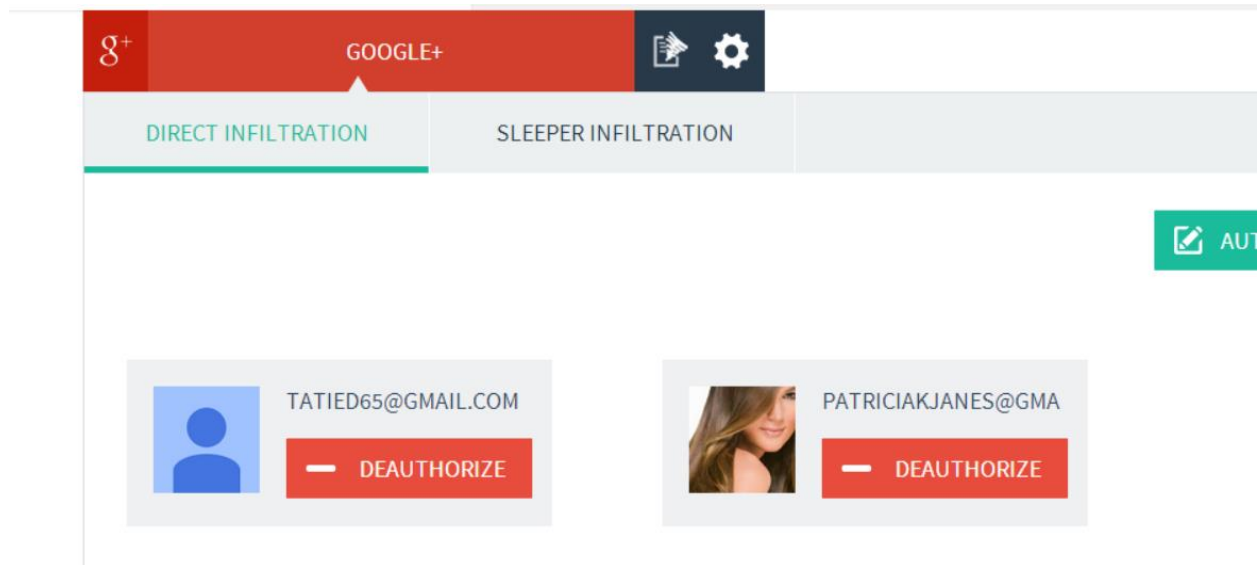 g+ GOOGLE+
DIRECT INFILTRATION SLEEPER INFILTRATION
AUT
TATIED65@GMAIL.COM PATRICIAKJANES@GMA
DEAUTHORIZE DEAUTHORIZE